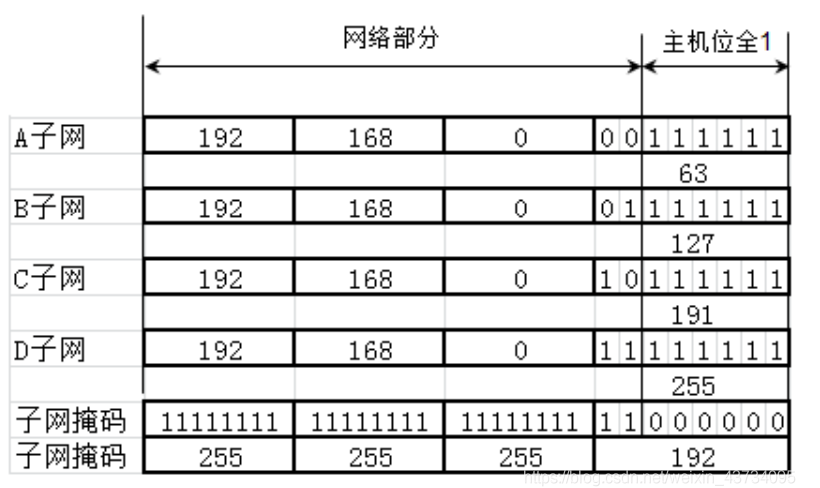 网络部分 主机位全1
A子网 192 168 0 0 0 1 1 1 1 1 1
63
B子网 192 168 0 0 1 1 1 1 1 1 1
127
C子网 192 168 0 1 0 1 1 1 1 1 1
191
D子网 192 168 0 1 1 1 1 1 1 1 1
255
子网掩码 11111111 11111111 11111111 1 1 0 0 0 0 0 0
子网掩码 255 255 255 192
https://blog.csdn.net/weixin_43734095